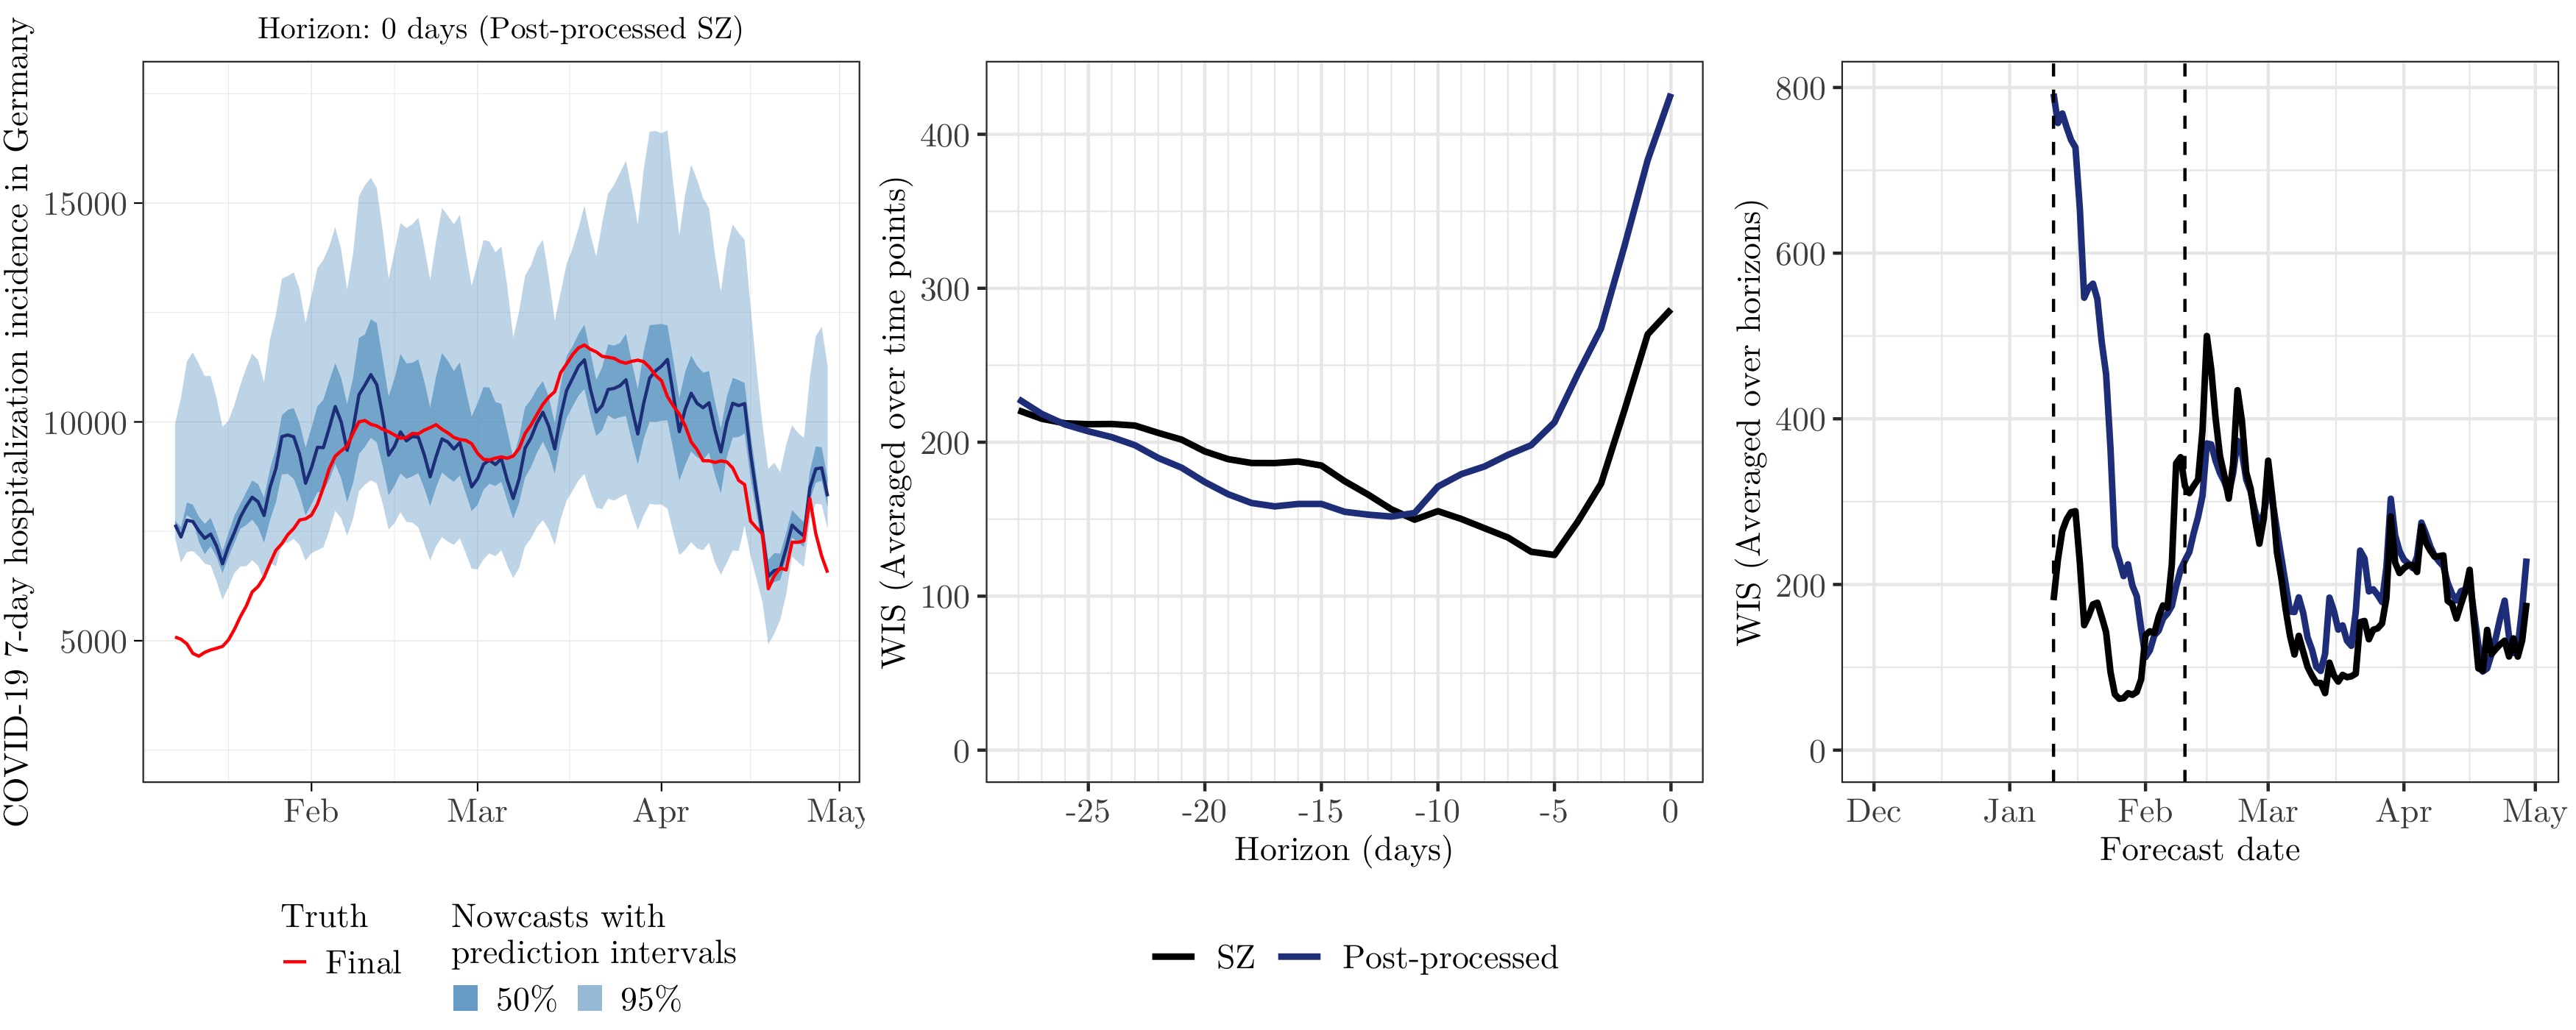 Horizon: 0 days (Post-processed SZ)
COVID-19 7-day hospitalization incidence in Germany
15000
10000
5000
Feb Mar Apr May
Truth
Final
Nowcasts with
prediction intervals
50% 95%
WIS (Averaged over time points)
400
300
200
100
0
-25 -20 -15 -10 -5 0
Horizon (days)
SZ Post-processed
WIS (Averaged over horizons)
800
600
400
200
0
Dec Jan Feb Mar Apr May
Forecast date